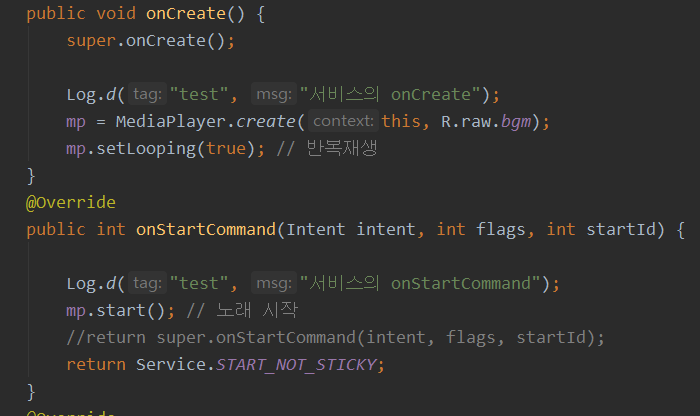 public void onCreate() {
super.onCreate();
Log.d( tag: "test", msg: "서비스의 onCreate");
mp = MediaPlayer.create( context: this, R.raw.bgm);
mp.setLooping(true); // 반복재생
}
@Override
public int onStartCommand(Intent intent, int flags, int startId) {
Log.d( tag: "test", msg: "서비스의 onStartCommand");
mp.start(); // 노래 시작
//return super.onStartCommand(intent, flags, startId);
return Service.START_NOT_STICKY;
}
@Override